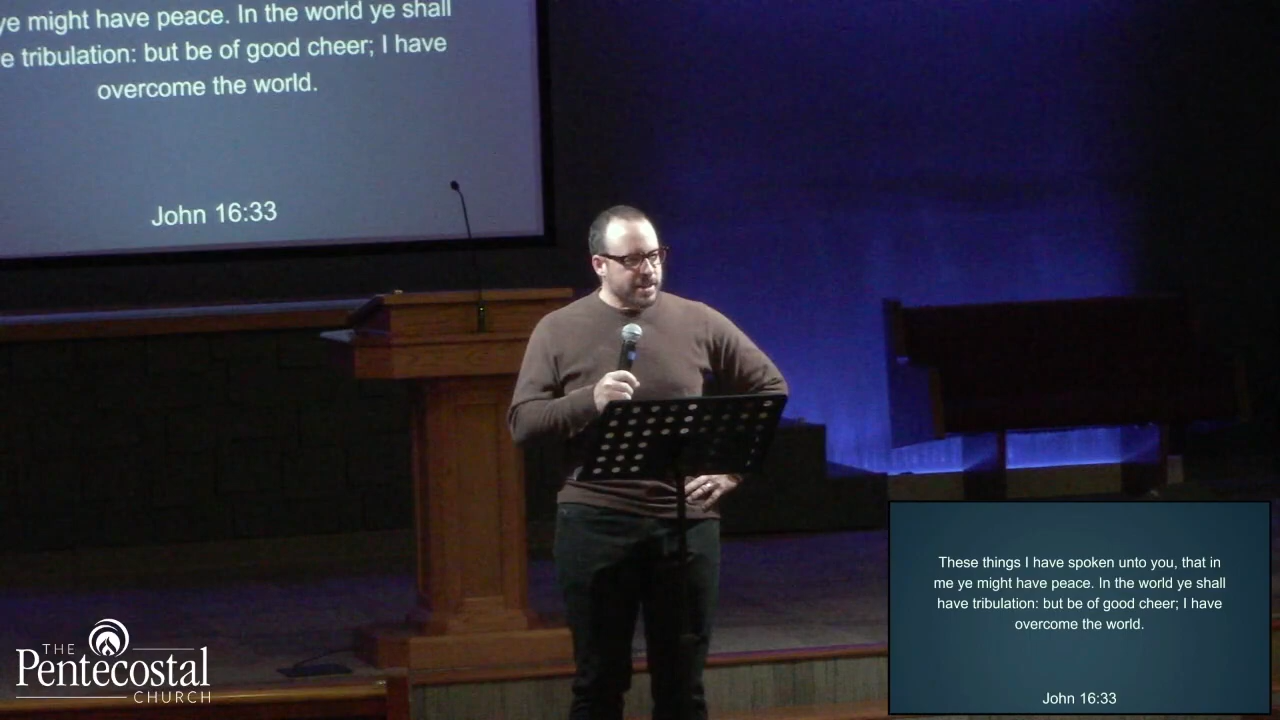 ye might have peace. In the world ye shall
tribulation: but be of good cheer; I have
overcome the world.
John 16:33
These things I have spoken unto you, that in
me ye might have peace. In the world ye shall
have tribulation: but be of good cheer; I have
overcome the world.
John 16:33
THE
Pentecostal
CHURCH